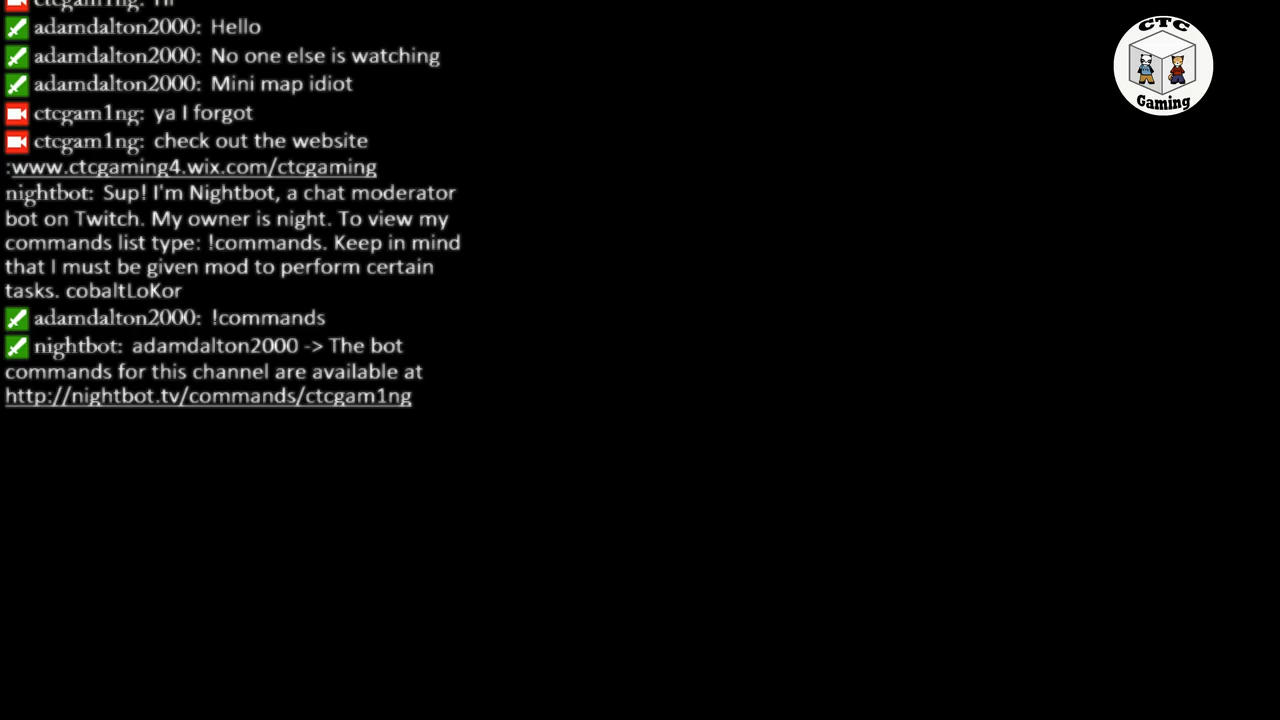 ctcgam1ng: Hi
adamdalton2000: Hello
adamdalton2000: No one else is watching
adamdalton2000: Mini map idiot
ctcgam1ng: ya I forgot
ctcgam1ng: check out the website
:www.ctcgaming4.wix.com/ctcgaming
nightbot: Sup! I'm Nightbot, a chat moderator
bot on Twitch. My owner is night. To view my
commands list type: !commands. Keep in mind
that I must be given mod to perform certain
tasks. cobaltLoKor
adamdalton2000: !commands
nightbot: adamdalton2000 -> The bot
commands for this channel are available at
http://nightbot.tv/commands/ctcgam1ng
CTC
Gaming